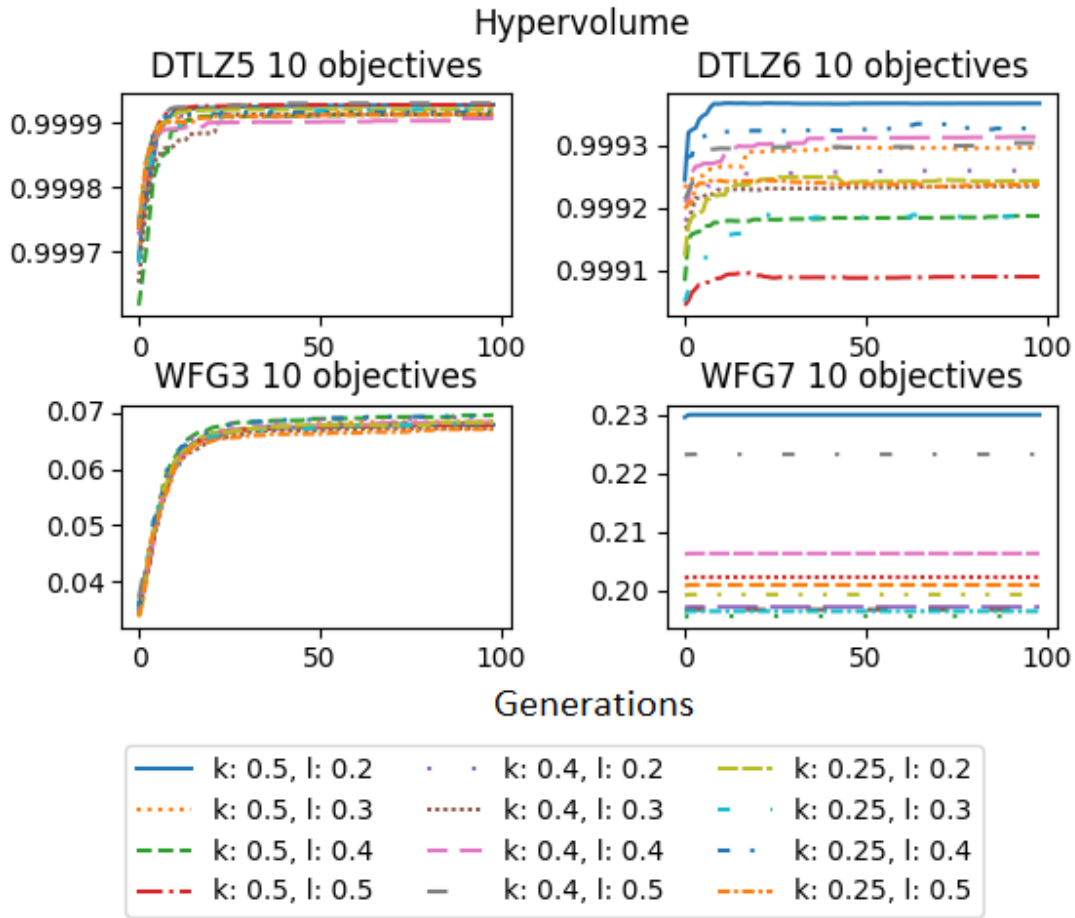 Hypervolume
DTLZ5 10 objectives
0.9999
0.9998
0.9997
0 50 100
DTLZ6 10 objectives
0.9993
0.9992
0.9991
0 50 100
WFG3 10 objectives
0.07
0.06
0.05
0.04
0 50 100
WFG7 10 objectives
0.23
0.22
0.21
0.20
0 50 100
Generations
k: 0.5, l: 0.2
k: 0.5, l: 0.3
k: 0.5, l: 0.4
k: 0.5, l: 0.5
k: 0.4, l: 0.2
k: 0.4, l: 0.3
k: 0.4, l: 0.4
k: 0.4, l: 0.5
k: 0.25, l: 0.2
k: 0.25, l: 0.3
k: 0.25, l: 0.4
k: 0.25, l: 0.5